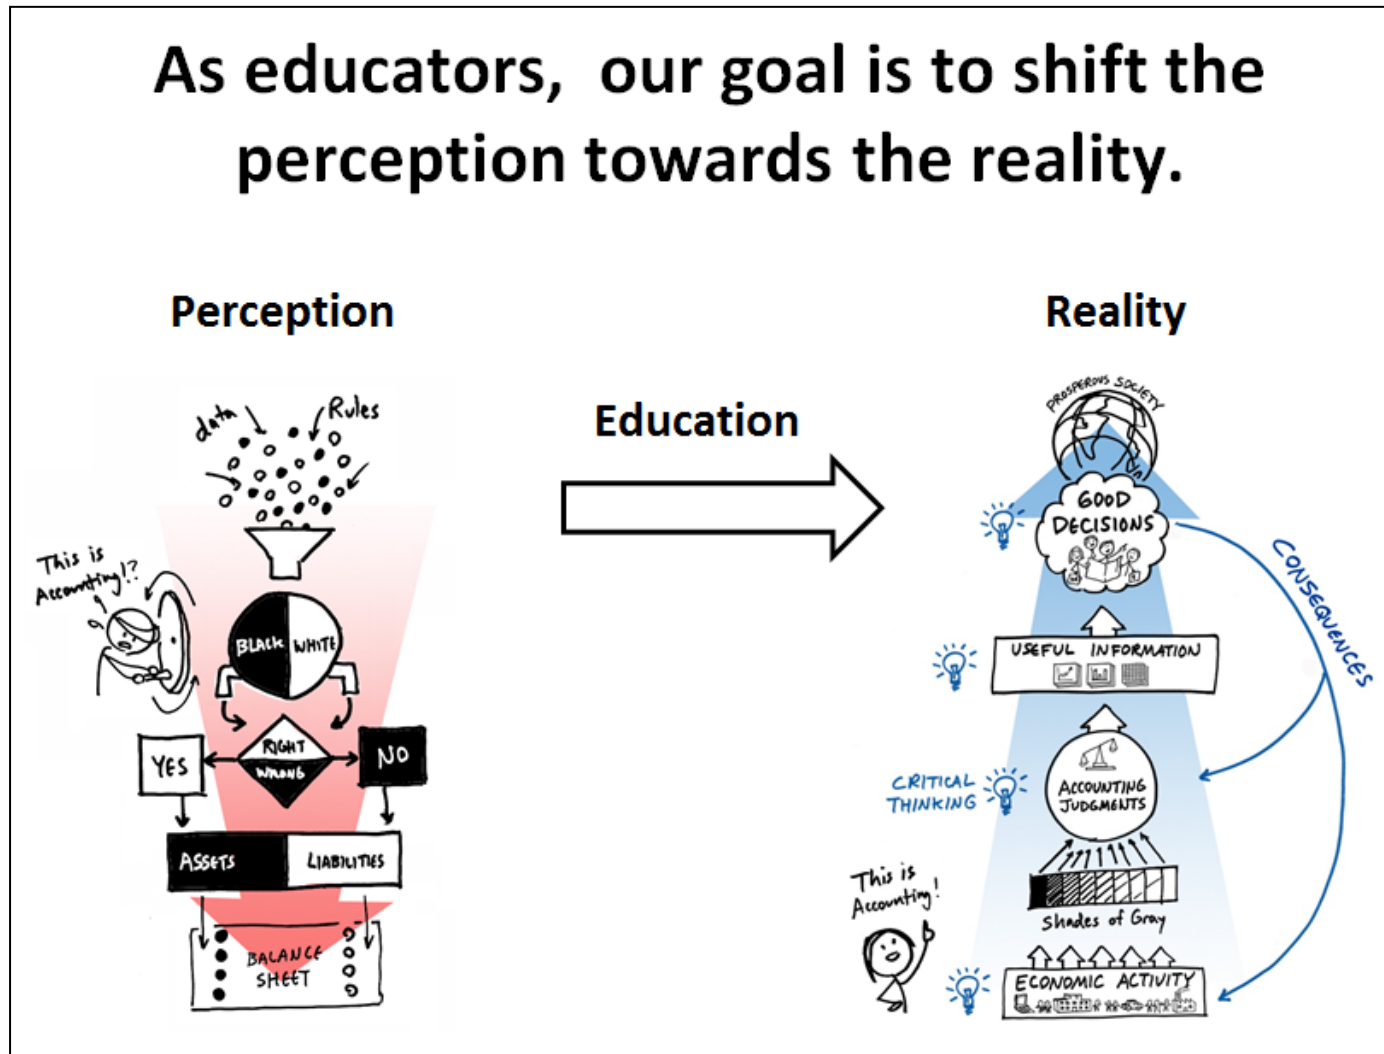 As educators,  our goal is to shift the
perception towards the reality.
Perception
Reality
Education
data
Rules
This is
Accounting!?
BLACK
WHITE
RIGHT
WRONG
YES
NO
ASSETS
LIABILITIES
BALANCE
SHEET
PROSPEROUS SOCIETY
GOOD
DECISIONS
CONSEQUENCES
USEFUL INFORMATION
CRITICAL
THINKING
ACCOUNTING
JUDGMENTS
This is
Accounting!
Shades of Gray
ECONOMIC ACTIVITY